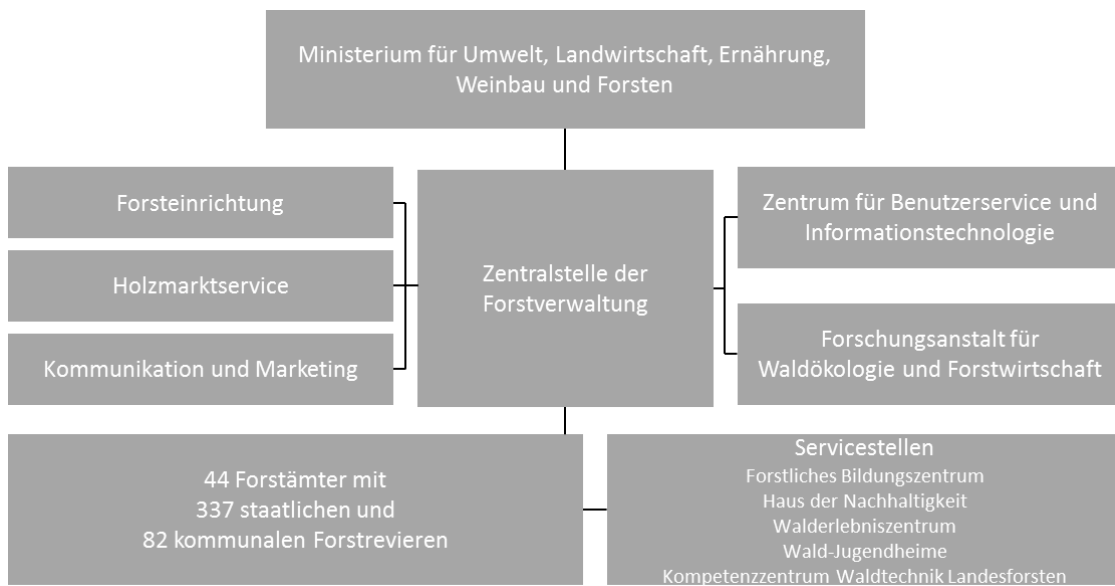 Ministerium für Umwelt, Landwirtschaft, Ernährung,
Weinbau und Forsten
Forsteinrichtung
Holzmarktservice
Kommunikation und Marketing
Zentralstelle der
Forstverwaltung
Zentrum für Benutzerservice und
Informationstechnologie
Forschungsanstalt für
Waldökologie und Forstwirtschaft
44 Forstämter mit
337 staatlichen und
82 kommunalen Forstrevieren
Servicestellen
Forstliches Bildungszentrum
Haus der Nachhaltigkeit
Walderlebniszentrum
Wald-Jugendheime
Kompetenzzentrum Waldtechnik Landesforsten